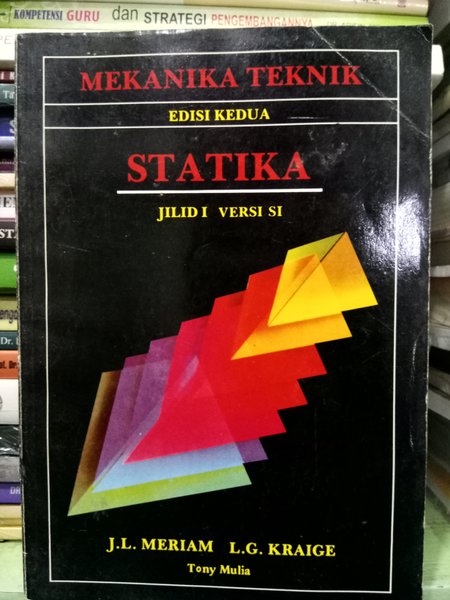 KOMPETENSI GURU dan STRATEGI PENGEMBANGANNYA
MEKANIKA TEKNIK
EDISI KEDUA
STATIKA
JILID I VERSI SI
J.L. MERIAM L.G. KRAIGE
Tony Mulia